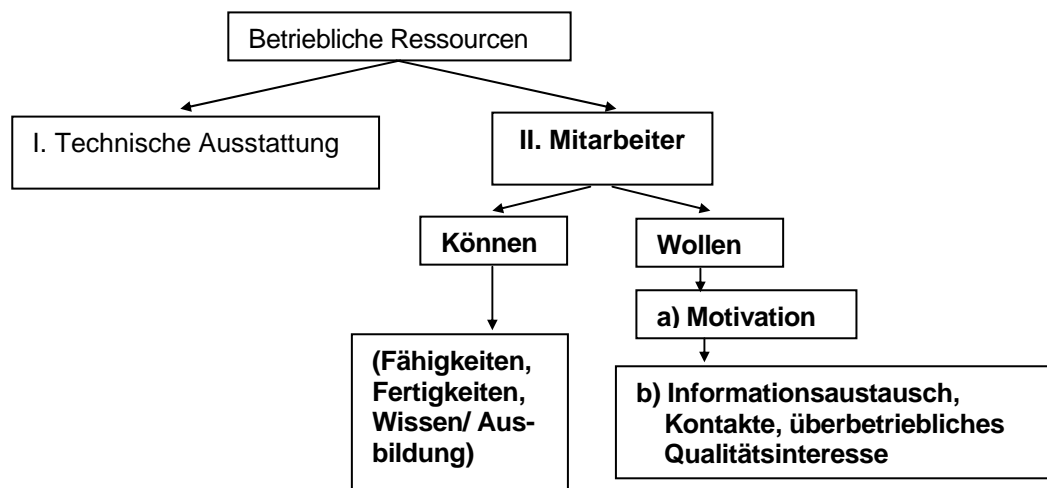 Betriebliche Ressourcen
I. Technische Ausstattung
II. Mitarbeiter
Können
Wollen
a) Motivation
(Fähigkeiten,
Fertigkeiten,
Wissen/ Aus-
bildung)
b) Informationsaustausch,
Kontakte, überbetriebliches
Qualitätsinteresse